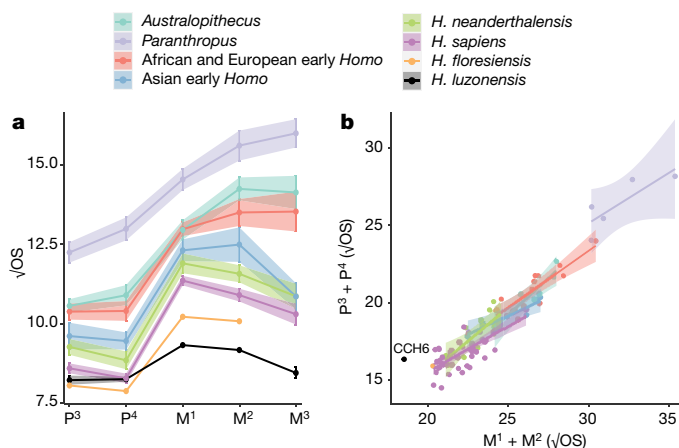 Australopithecus
Paranthropus
African and European early Homo
Asian early Homo
H. neanderthalensis
H. sapiens
H. floresiensis
H. luzonensis
a
√OS
15.0
12.5
10.0
7.5
P³ P⁴ M¹ M² M³
b
P³ + P⁴ (√OS)
30
25
20
15
CCH6
20 25 30 35
M¹ + M² (√OS)